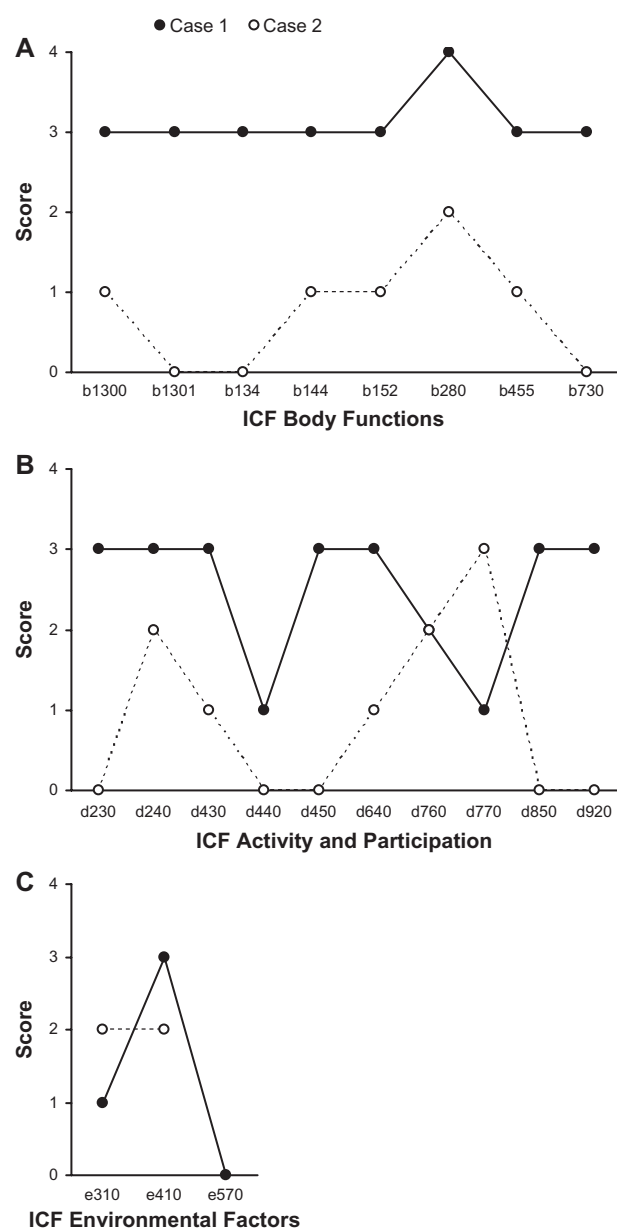 Case 1 Case 2
A
4
3
2
1
0
Score
b1300 b1301 b134 b144 b152 b280 b455 b730
ICF Body Functions
B
4
3
2
1
0
Score
d230 d240 d430 d440 d450 d640 d760 d770 d850 d920
ICF Activity and Participation
C
4
3
2
1
0
Score
e310 e410 e570
ICF Environmental Factors